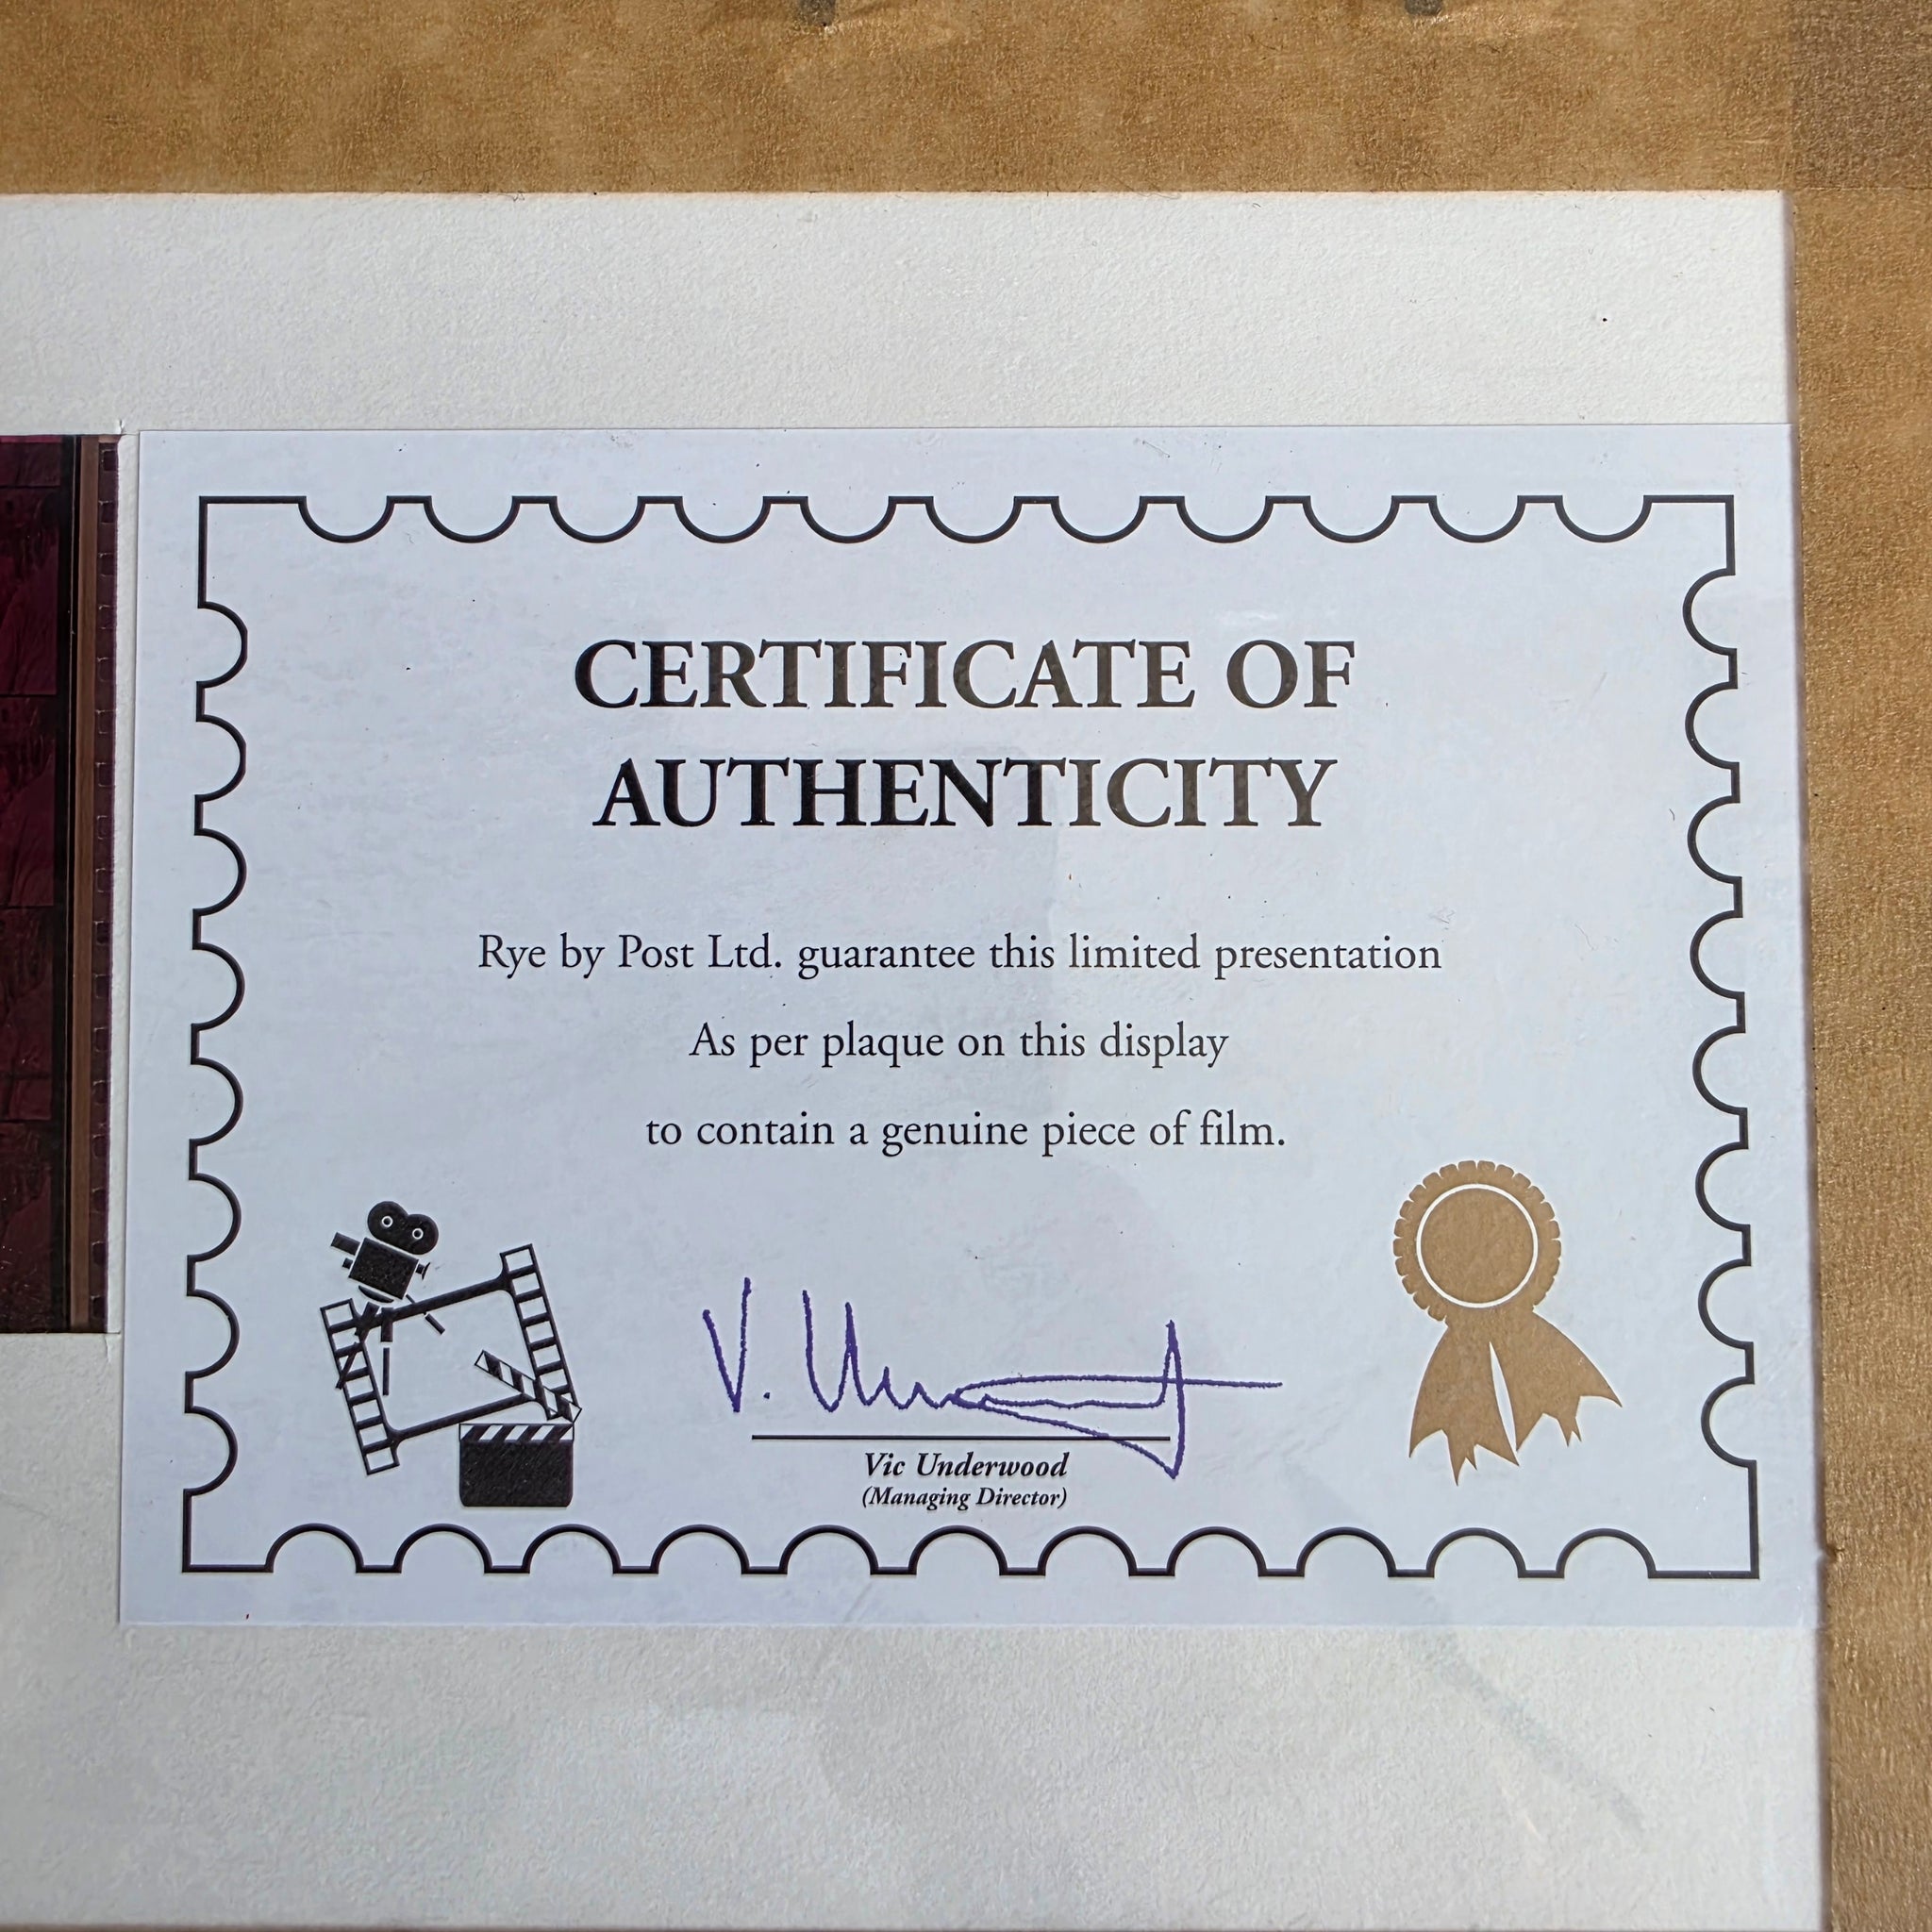 CERTIFICATE OF
AUTHENTICITY
Rye by Post Ltd. guarantee this limited presentation
As per plaque on this display
to contain a genuine piece of film.
V. Underwood
Vic Underwood
(Managing Director)